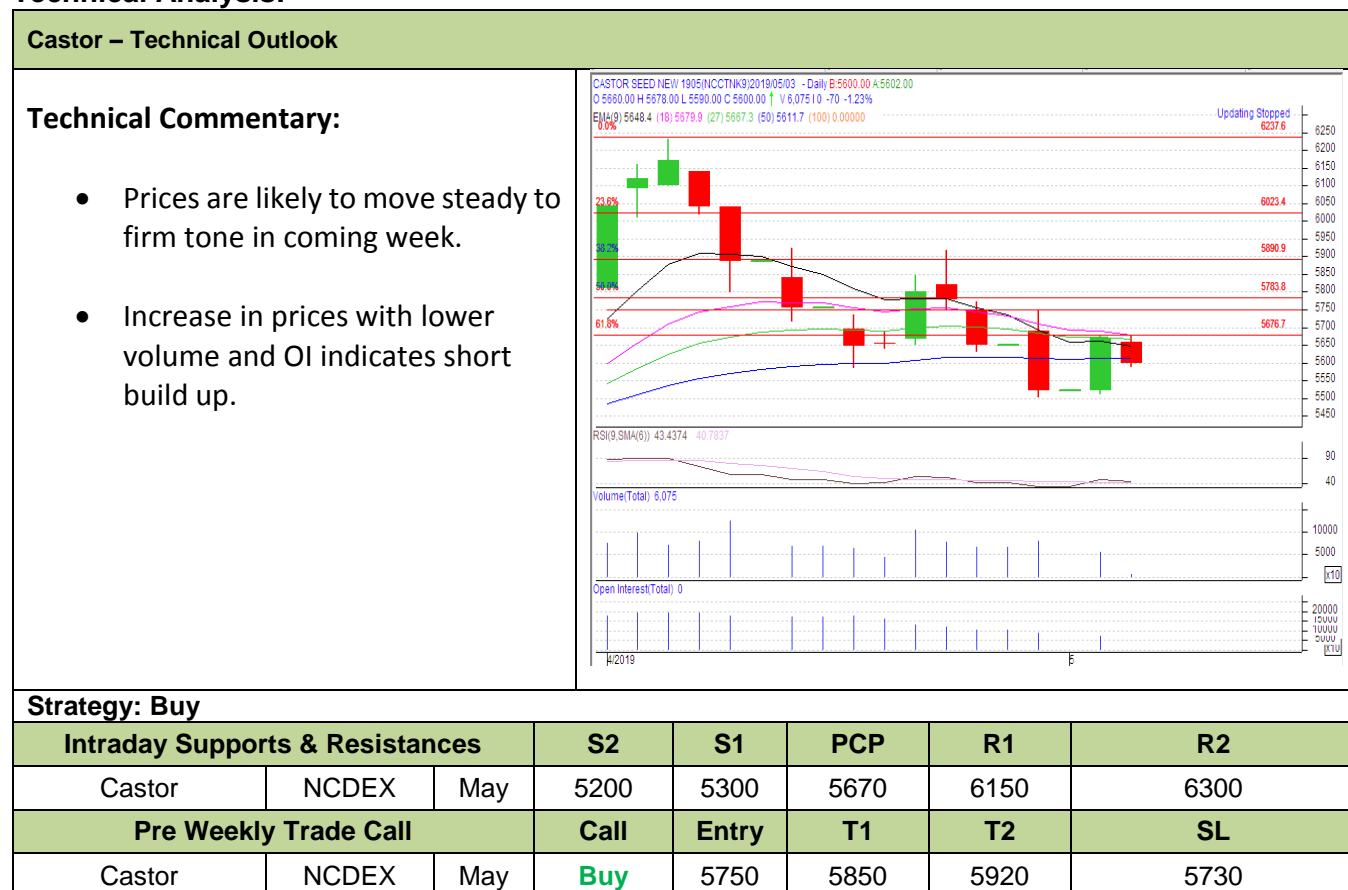 Castor – Technical Outlook
Technical Commentary:
• Prices are likely to move steady to
firm tone in coming week.
• Increase in prices with lower
volume and OI indicates short
build up.
CASTOR SEED NEW 1905(NCCTNK9)2019/05/03 - Daily B:5600.00 A:5602.00
O 5660.00 H 5678.00 L 5590.00 C 5600.00 ↑ V 6,075 I 0 -70 -1.23%
EMA(9) 5648.4 (18) 5679.9 (27) 5667.3 (50) 5611.7 (100) 0.00000
Updating Stopped
0.0% 6237.6
23.6% 6023.4
38.2% 5890.9
50.0% 5783.8
61.8% 5676.7
6250
6200
6150
6100
6050
6000
5950
5900
5850
5800
5750
5700
5650
5600
5550
5500
5450
RSI(9,SMA(6)) 43.4374 40.7837
90
40
Volume(Total) 6,075
10000
5000
x10
Open Interest(Total) 0
20000
15000
10000
5000
x10
4/2019 5
Strategy: Buy
Intraday Supports & Resistances S2 S1 PCP R1 R2
Castor NCDEX May 5200 5300 5670 6150 6300
Pre Weekly Trade Call Call Entry T1 T2 SL
Castor NCDEX May Buy 5750 5850 5920 5730